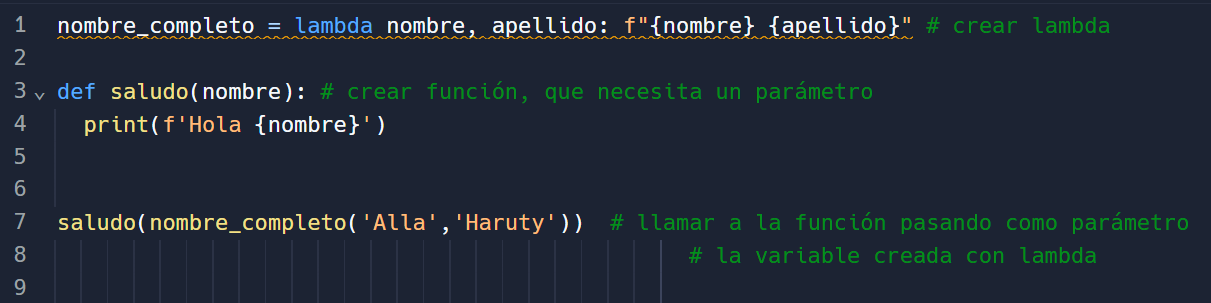 1 nombre_completo = lambda nombre, apellido: f"{nombre} {apellido}" # crear lambda
2
3 def saludo(nombre): # crear función, que necesita un parámetro
4 print(f'Hola {nombre}')
5
6
7 saludo(nombre_completo('Alla','Haruty')) # llamar a la función pasando como parámetro
8 # la variable creada con lambda
9